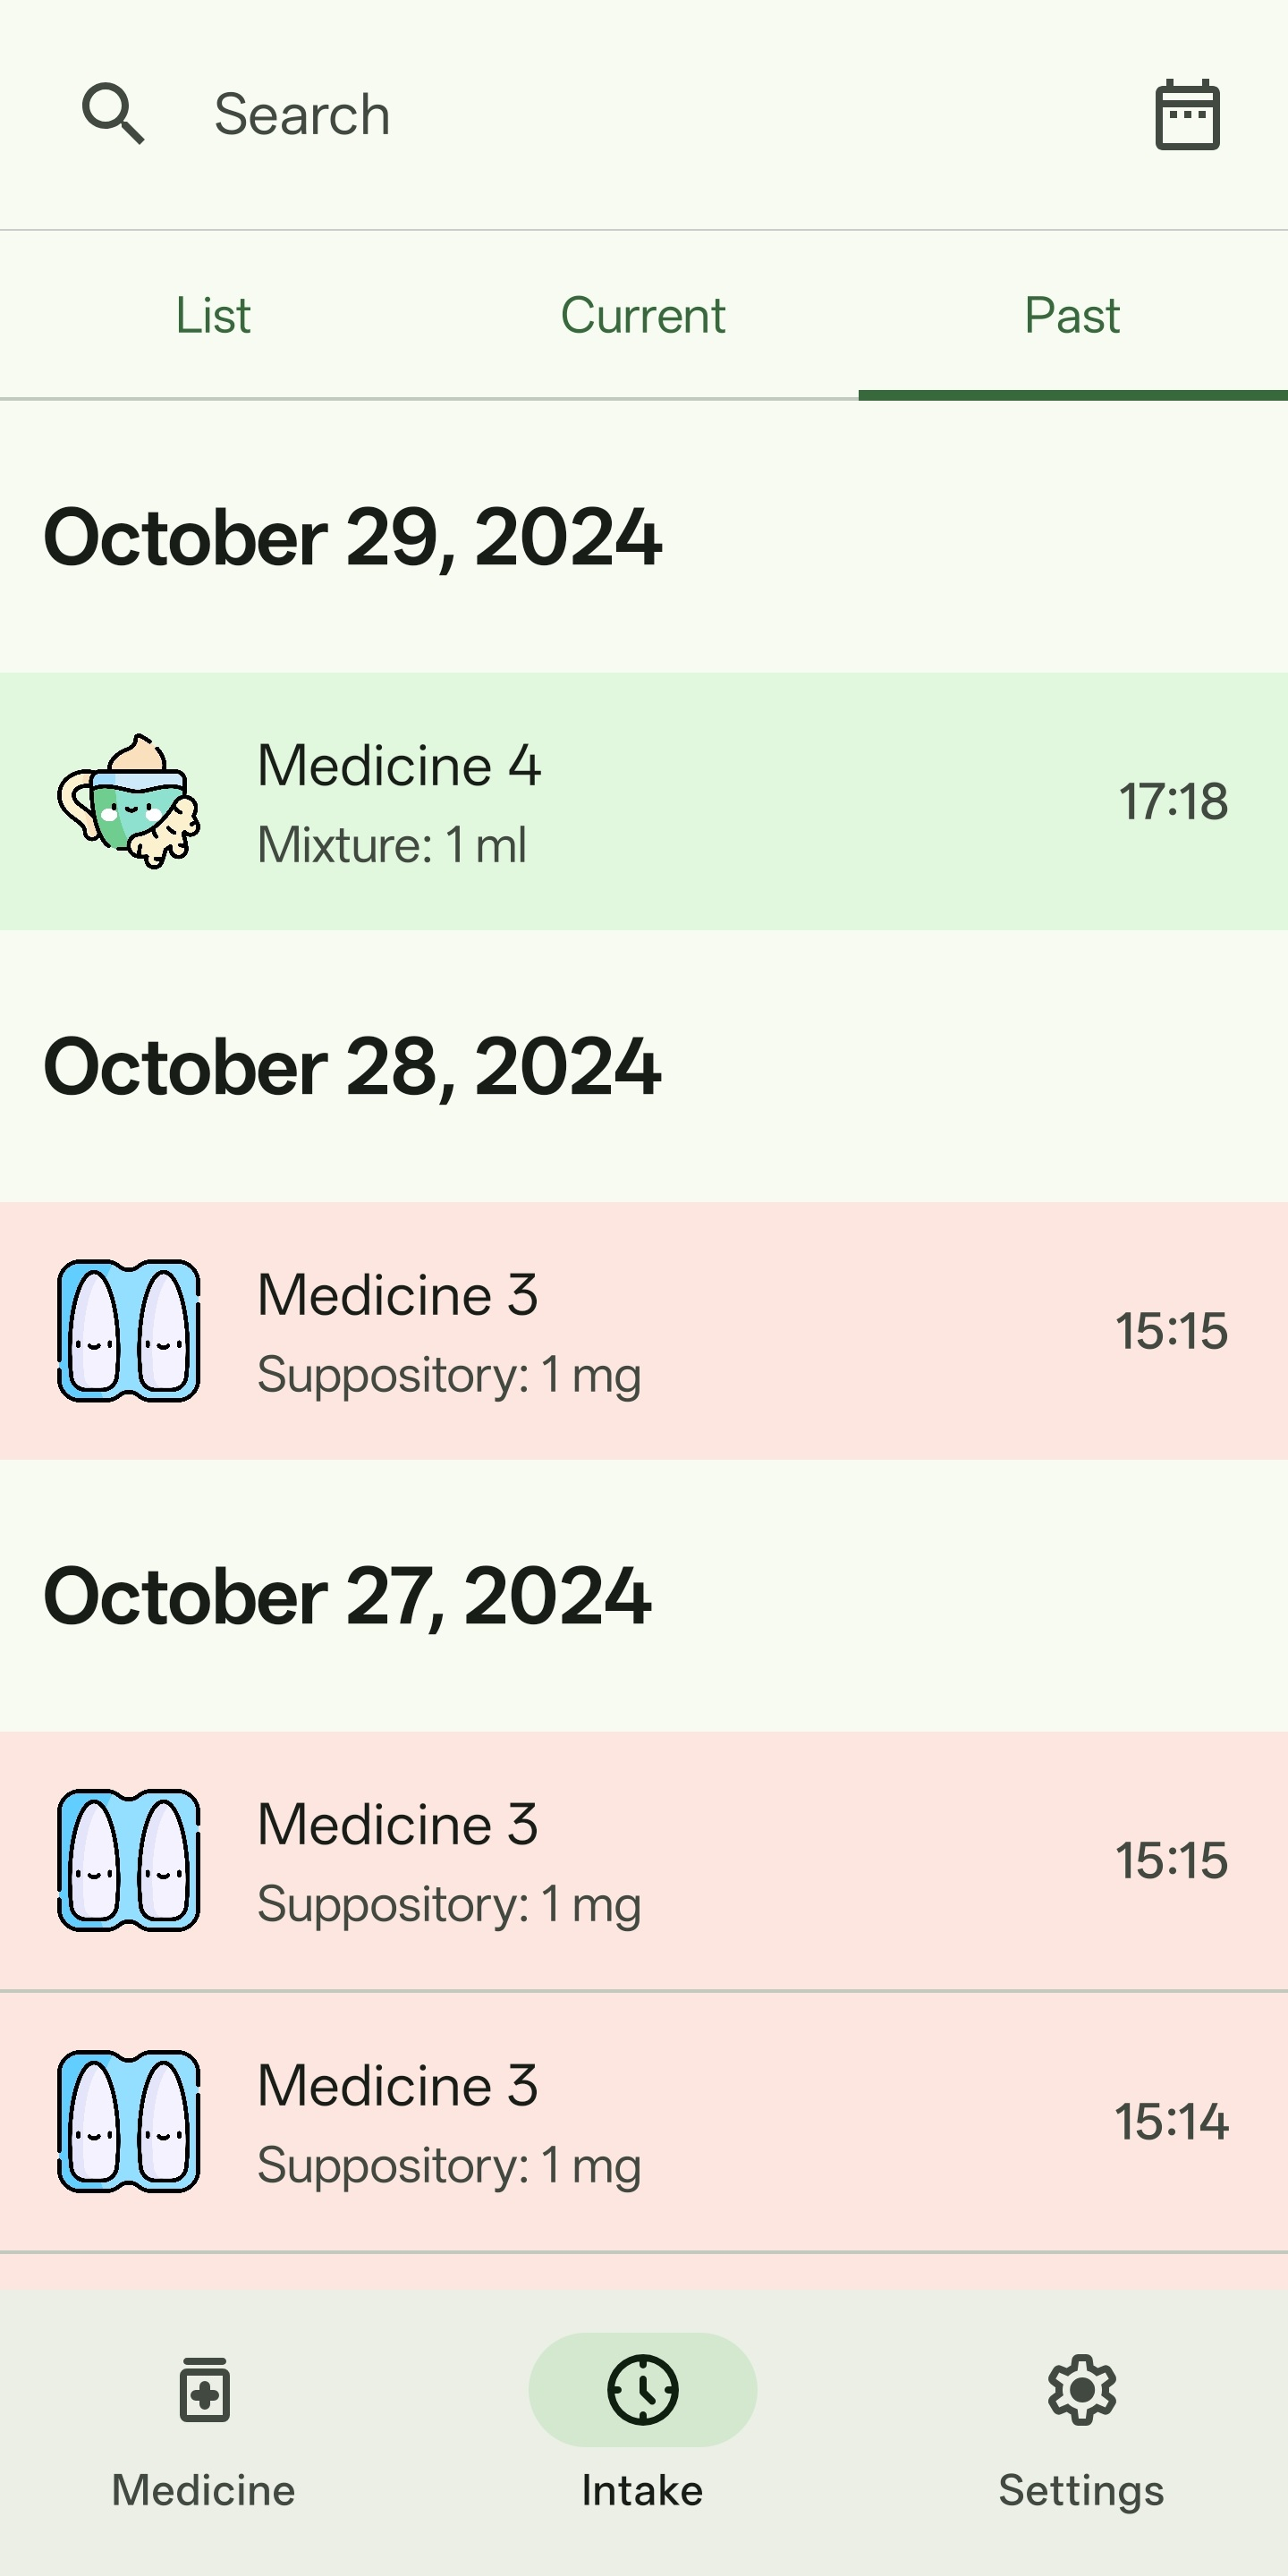 Search
List
Current
Past
October 29, 2024
Medicine 4
Mixture: 1 ml
17:18
October 28, 2024
Medicine 3
Suppository: 1 mg
15:15
October 27, 2024
Medicine 3
Suppository: 1 mg
15:15
Medicine 3
Suppository: 1 mg
15:14
Medicine
Intake
Settings